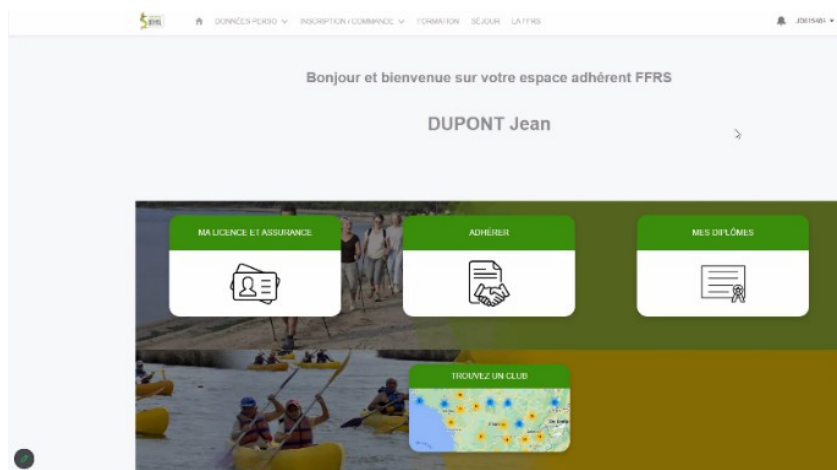 DONNÉES PERSO
INSCRIPTION / COMMANDE
FORMATION
SÉJOUR
LA FFRS
Bonjour et bienvenue sur votre espace adhérent FFRS
DUPONT Jean
MA LICENCE ET ASSURANCE
ADHÉRER
MES DIPLÔMES
TROUVEZ UN CLUB